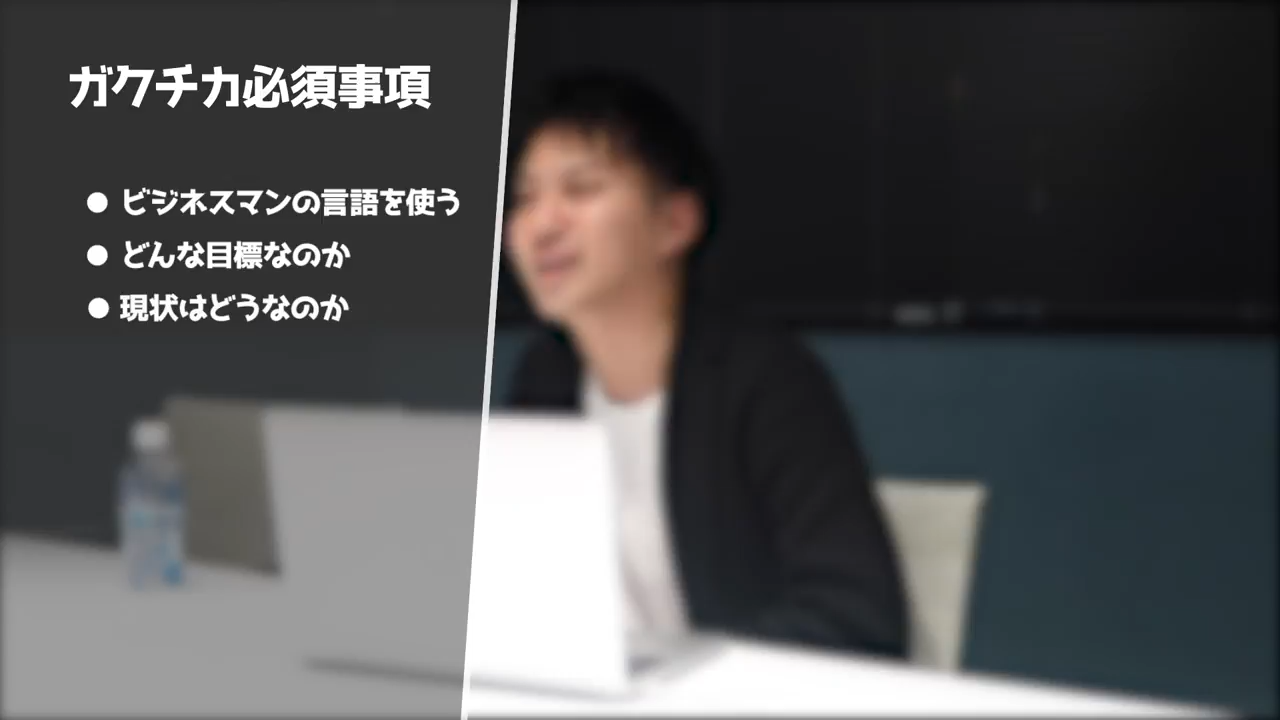 ガクチカ必須事項
● ビジネスマンの言語を使う
● どんな目標なのか
● 現状はどうなのか